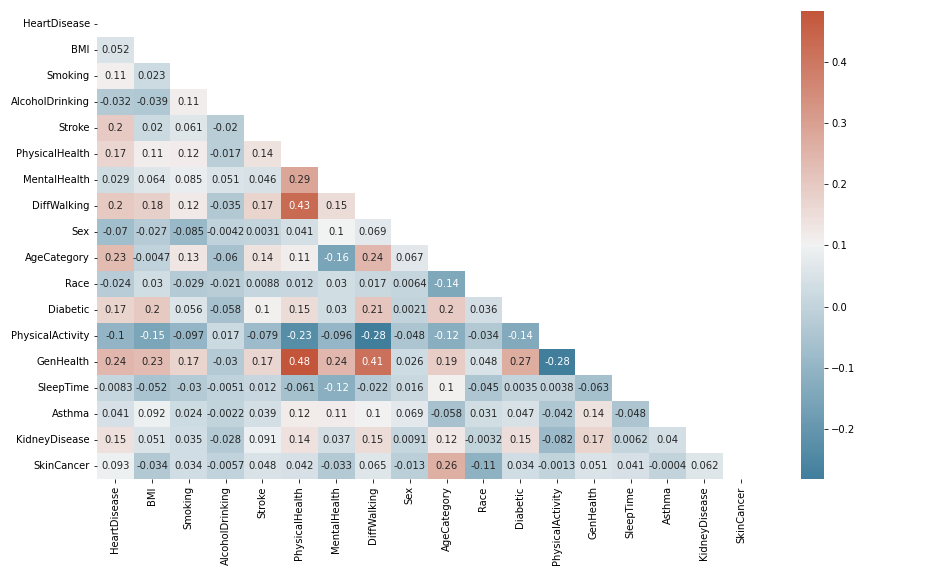 HeartDisease
BMI 0.052
Smoking 0.11 0.023
AlcoholDrinking -0.032 -0.039 0.11
Stroke 0.2 0.02 0.061 -0.02
PhysicalHealth 0.17 0.11 0.12 -0.017 0.14
MentalHealth 0.029 0.064 0.085 0.051 0.046 0.29
DiffWalking 0.2 0.18 0.12 -0.035 0.17 0.43 0.15
Sex -0.07 -0.027 -0.085 -0.0042 0.0031 0.041 0.1 0.069
AgeCategory 0.23 -0.0047 0.13 -0.06 0.14 0.11 -0.16 0.24 0.067
Race -0.024 0.03 -0.029 -0.021 0.0088 0.012 0.03 0.017 0.0064 -0.14
Diabetic 0.17 0.2 0.056 -0.058 0.1 0.15 0.03 0.21 0.0021 0.2 0.036
PhysicalActivity -0.1 -0.15 -0.097 0.017 -0.079 -0.23 -0.096 -0.28 -0.048 -0.12 -0.034 -0.14
GenHealth 0.24 0.23 0.17 -0.03 0.17 0.48 0.24 0.41 0.026 0.19 0.048 0.27 -0.28
SleepTime 0.0083 -0.052 -0.03 -0.0051 0.012 -0.061 -0.12 -0.022 0.016 0.1 -0.045 0.0035 0.0038 -0.063
Asthma 0.041 0.092 0.024 -0.0022 0.039 0.12 0.11 0.1 0.069 -0.058 0.031 0.047 -0.042 0.14 -0.048
KidneyDisease 0.15 0.051 0.035 -0.028 0.091 0.14 0.037 0.15 0.0091 0.12 -0.0032 0.15 -0.082 0.17 0.0062 0.04
SkinCancer 0.093 -0.034 0.034 -0.0057 0.048 0.042 -0.033 0.065 -0.013 0.26 -0.11 0.034 -0.0013 0.051 0.041 -0.0004 0.062
HeartDisease
BMI
Smoking
AlcoholDrinking
Stroke
PhysicalHealth
MentalHealth
DiffWalking
Sex
AgeCategory
Race
Diabetic
PhysicalActivity
GenHealth
SleepTime
Asthma
KidneyDisease
SkinCancer
0.4
0.3
0.2
0.1
0.0
−0.1
−0.2